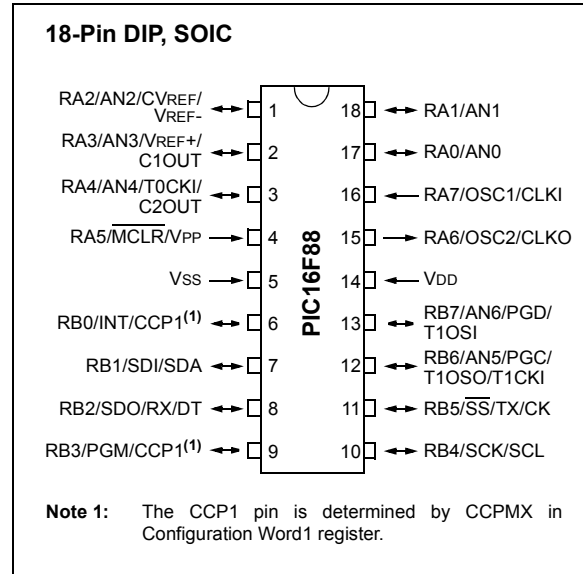 18-Pin DIP, SOIC
RA2/AN2/CVREF/
VREF-
RA3/AN3/VREF+/
C1OUT
RA4/AN4/T0CKI/
C2OUT
RA5/MCLR/VPP
VSS
RB0/INT/CCP1(1)
RB1/SDI/SDA
RB2/SDO/RX/DT
RB3/PGM/CCP1(1)
1
2
3
4
5
6
7
8
9
PIC16F88
18
17
16
15
14
13
12
11
10
RA1/AN1
RA0/AN0
RA7/OSC1/CLKI
RA6/OSC2/CLKO
VDD
RB7/AN6/PGD/
T1OSI
RB6/AN5/PGC/
T1OSO/T1CKI
RB5/SS/TX/CK
RB4/SCK/SCL
Note 1: The CCP1 pin is determined by CCPMX in
Configuration Word1 register.